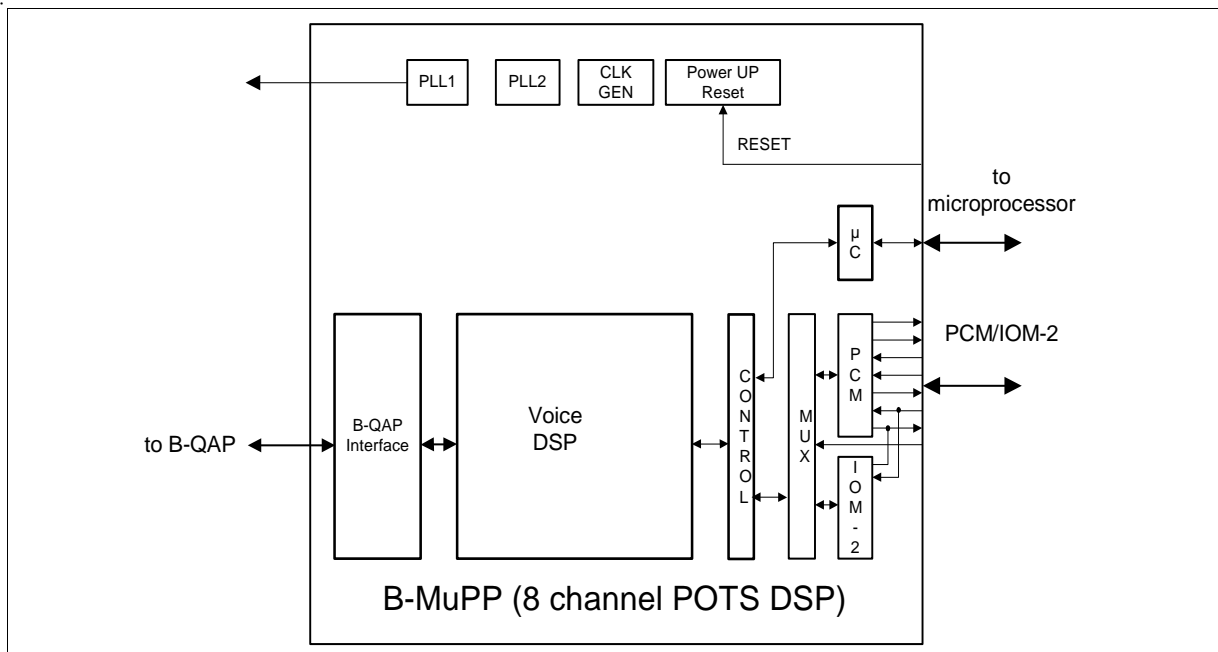 .
PLL1
PLL2
CLK
GEN
Power UP
Reset
RESET
to
microprocessor
µ
C
PCM/IOM-2
P
C
M
C
O
N
T
R
O
L
M
U
X
Voice
DSP
B-QAP
Interface
to B-QAP
I
O
M
-
2
B-MuPP (8 channel POTS DSP)